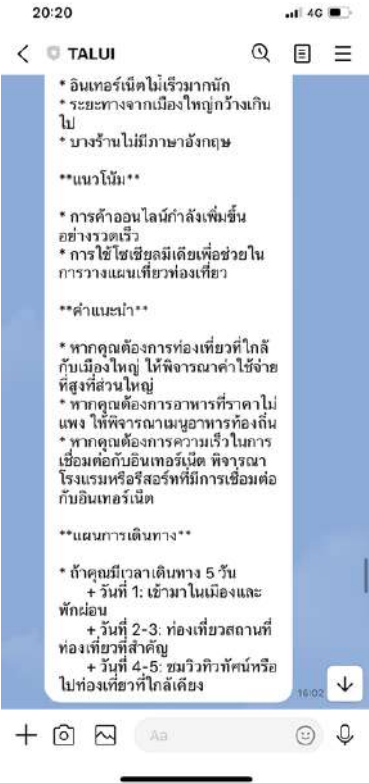 20:20
4G
TALUI
* อินเทอร์เน็ตไม่เร็วมากนัก
* ระยะทางจากเมืองใหญ่กว้างเกิน
ไป
* บางร้านไม่มีภาษาอังกฤษ
**แนวโน้ม**
* การค้าออนไลน์กำลังเพิ่มขึ้น
อย่างรวดเร็ว
* การใช้โซเชียลมีเดียเพื่อช่วยใน
การวางแผนเที่ยวท่องเที่ยว
**คำแนะนำ**
* หากคุณต้องการท่องเที่ยวที่ใกล้
กับเมืองใหญ่ ให้พิจารณาค่าใช้จ่าย
ที่สูงที่ส่วนใหญ่
* หากคุณต้องการอาหารที่ราคาไม่
แพง ให้พิจารณาเมนูอาหารท้องถิ่น
* หากคุณต้องการความเร็วในการ
เชื่อมต่อกับอินเทอร์เน็ต พิจารณา
โรงแรมหรือรีสอร์ทที่มีการเชื่อมต่อ
กับอินเทอร์เน็ต
**แผนการเดินทาง**
* ถ้าคุณมีเวลาเดินทาง 5 วัน
+ วันที่ 1: เข้ามาในเมืองและ
พักผ่อน
+ วันที่ 2-3: ท่องเที่ยวสถานที่
ท่องเที่ยวที่สำคัญ
+ วันที่ 4-5: ชมวิวทิวทัศน์หรือ
ไปท่องเที่ยวที่ใกล้เคียง
16:02
Aa